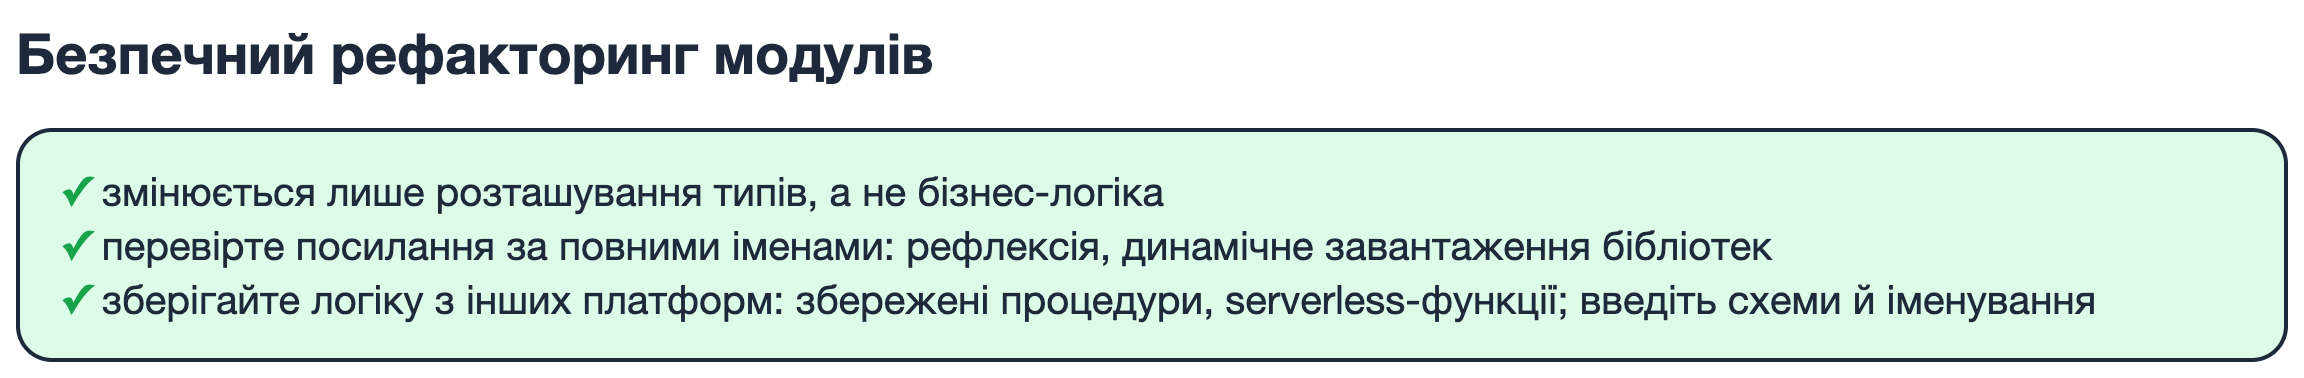 Безпечний рефакторинг модулів
✓ змінюється лише розташування типів, а не бізнес-логіка
✓ перевірте посилання за повними іменами: рефлексія, динамічне завантаження бібліотек
✓ зберігайте логіку з інших платформ: збережені процедури, serverless-функції; введіть схеми й іменування